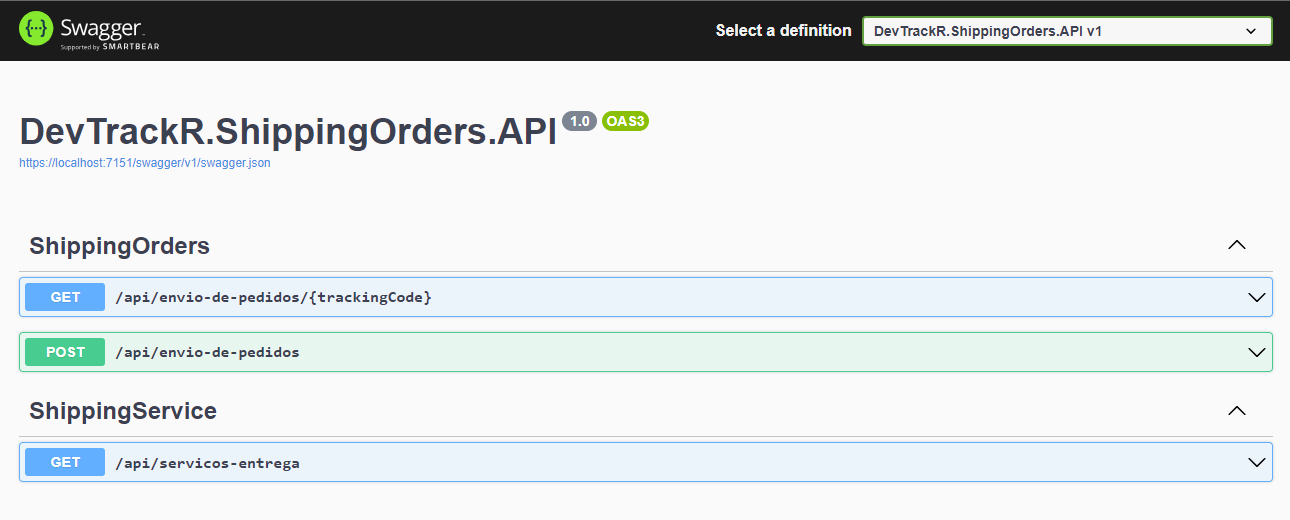 Swagger
Supported by SMARTBEAR
Select a definition
DevTrackR.ShippingOrders.API v1
DevTrackR.ShippingOrders.API 1.0 OAS3
https://localhost:7151/swagger/v1/swagger.json
ShippingOrders
GET /api/envio-de-pedidos/{trackingCode}
POST /api/envio-de-pedidos
ShippingService
GET /api/servicos-entrega